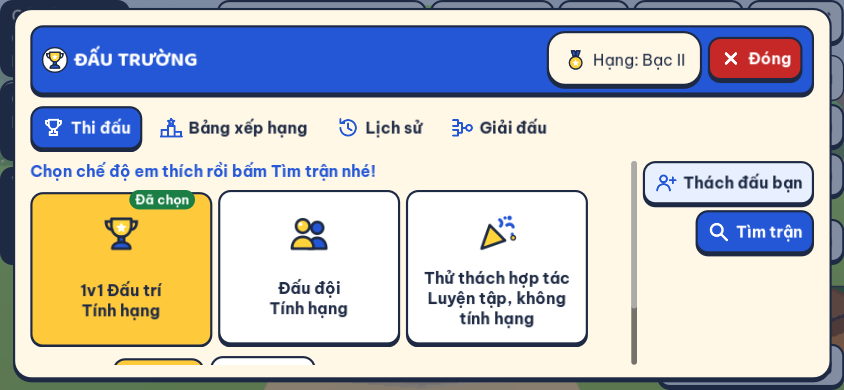 ĐẤU TRƯỜNG
Hạng: Bạc II
Đóng
Thi đấu
Bảng xếp hạng
Lịch sử
Giải đấu
Chọn chế độ em thích rồi bấm Tìm trận nhé!
Thách đấu bạn
Tìm trận
Đã chọn
1v1 Đấu trí
Tính hạng
Đấu đội
Tính hạng
Thử thách hợp tác
Luyện tập, không
tính hạng